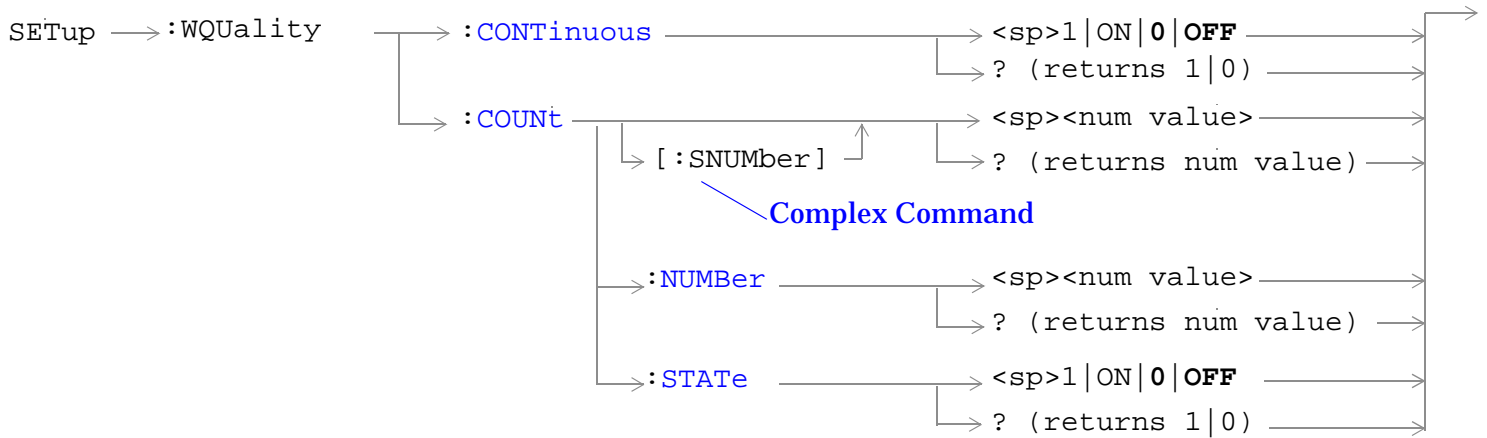 SETup :WQUality :CONTinuous <sp>1|ON|0|OFF
? (returns 1|0)
:COUNt <sp><num value>
[:SNUMber] ? (returns num value)
Complex Command
:NUMBer <sp><num value>
? (returns num value)
:STATe <sp>1|ON|0|OFF
? (returns 1|0)